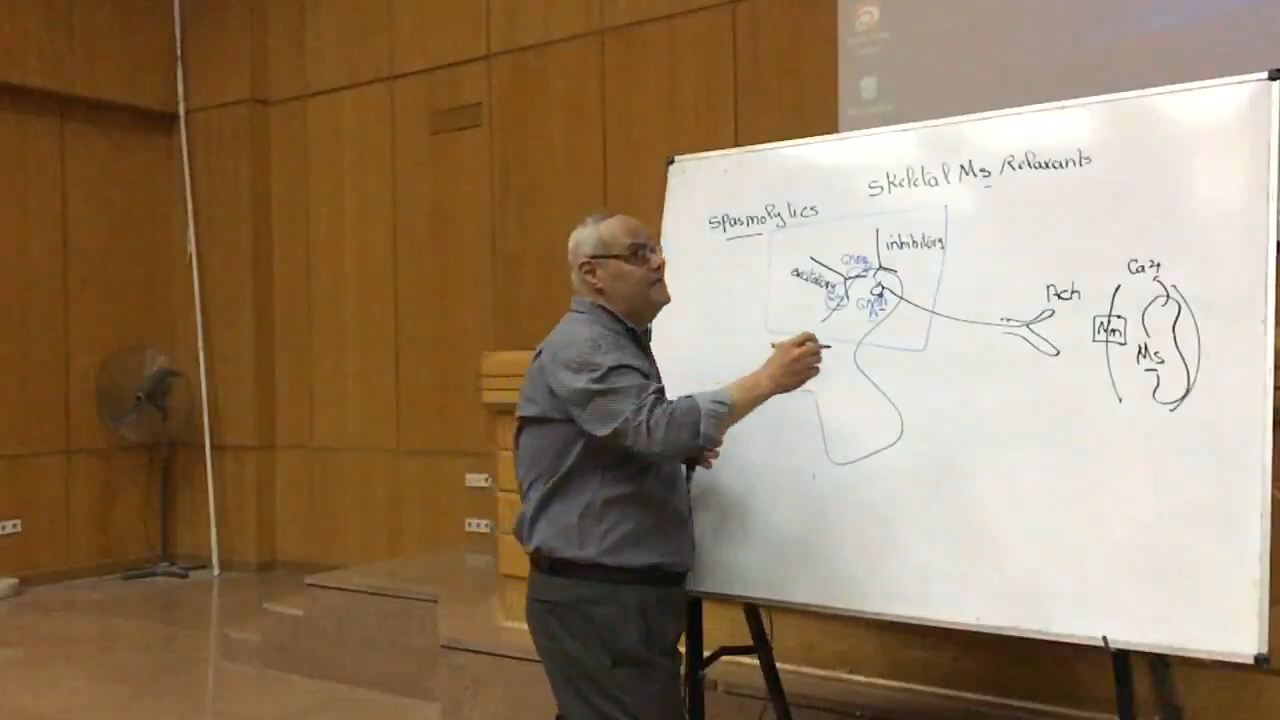 Skeletal Ms Relaxants
Spasmolytics
inhibitory
excitatory
Ca2+
Ach
Nm
Ms